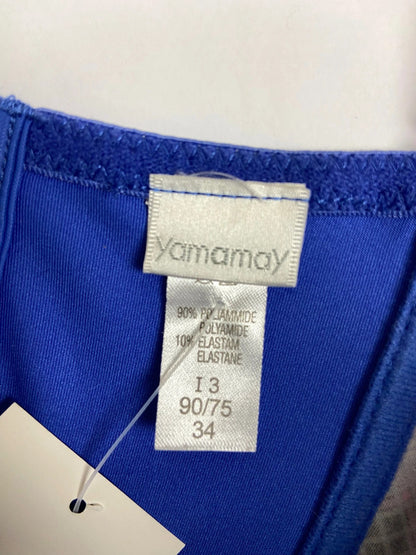 yamamay
90% POLIAMMIDE
POLYAMIDE
10% ELASTAM.
ELASTANE
I 3
90/75
34